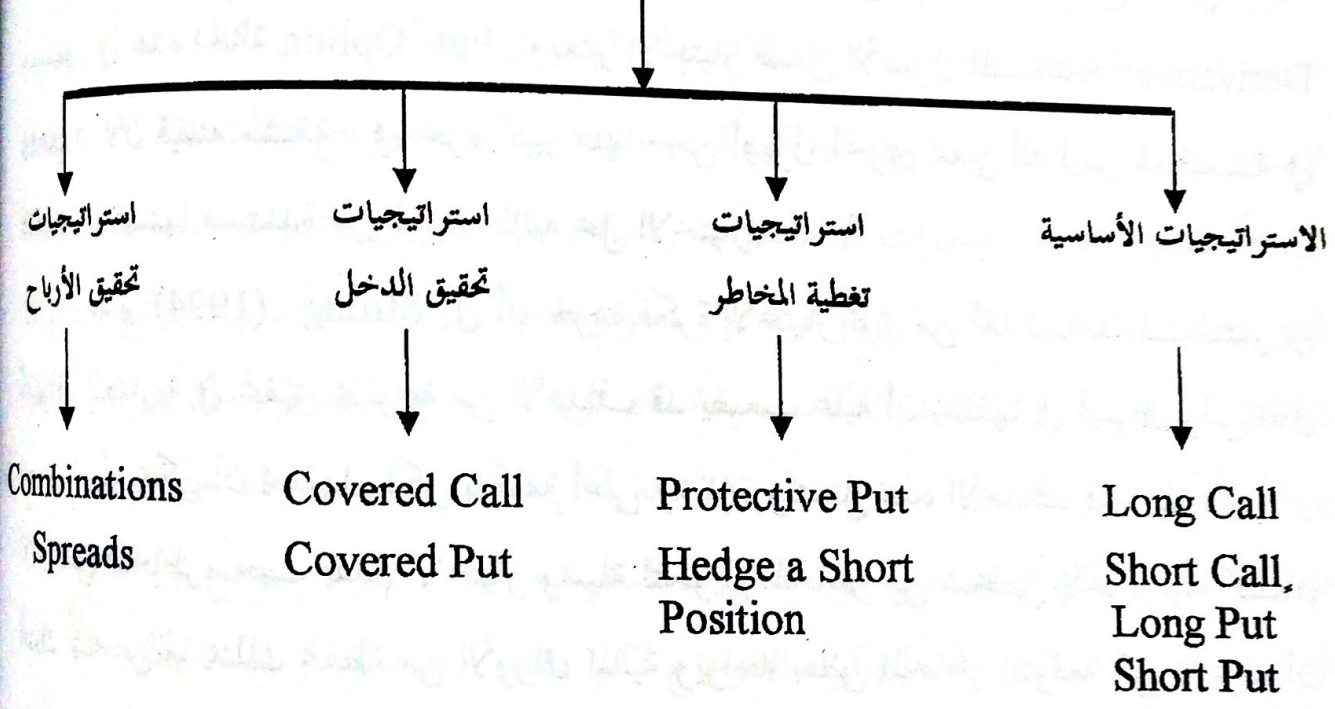 الاستراتيجيات الأساسية
Long Call
Short Call,
Long Put
Short Put
استراتيجيات
تغطية المخاطر
Protective Put
Hedge a Short
Position
استراتيجيات
تحقيق الدخل
Covered Call
Covered Put
استراتيجيات
تحقيق الأرباح
Combinations
Spreads